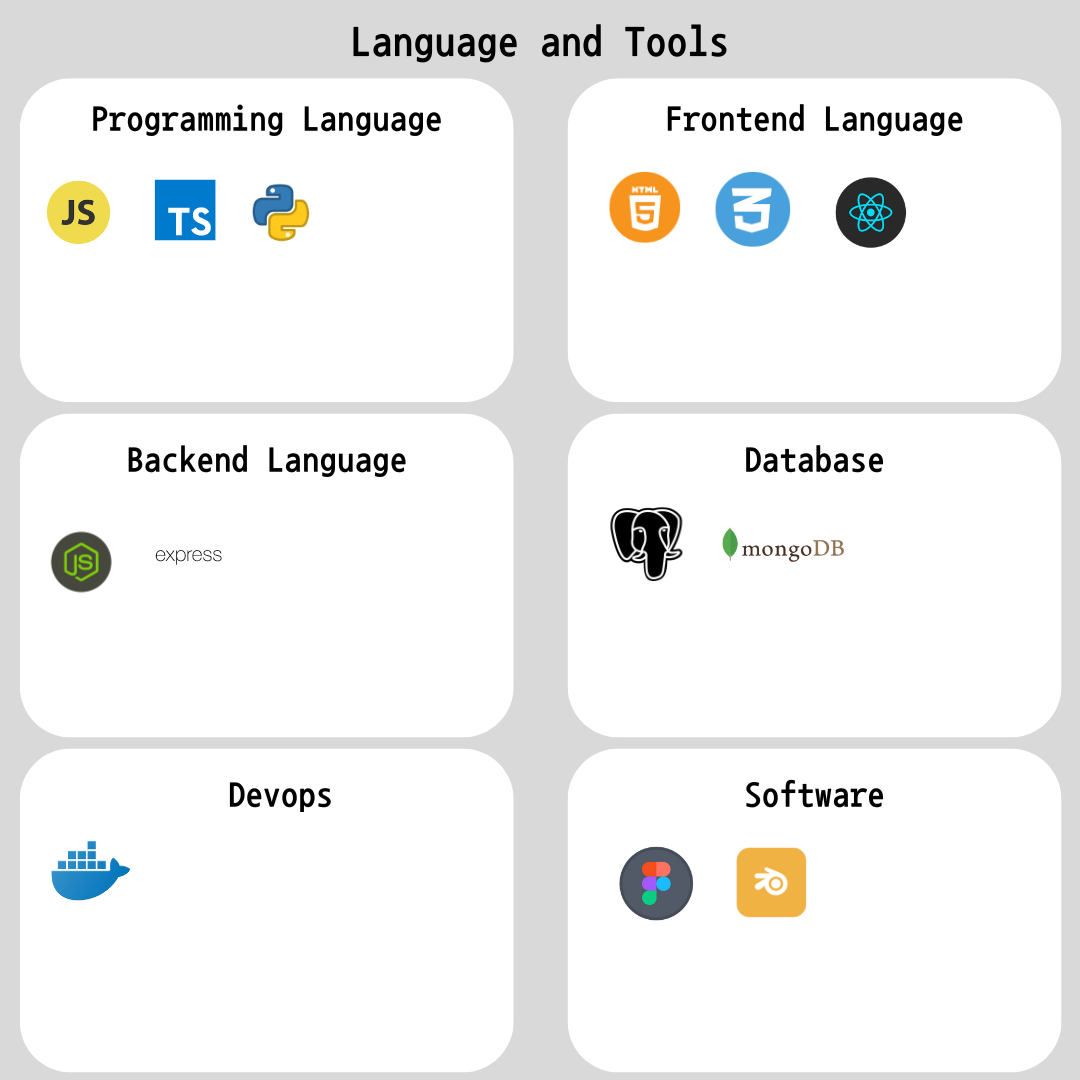 Language and Tools
Programming Language
Frontend Language
JS
TS
HTML
5
3
Backend Language
Database
JS
express
mongoDB
Devops
Software